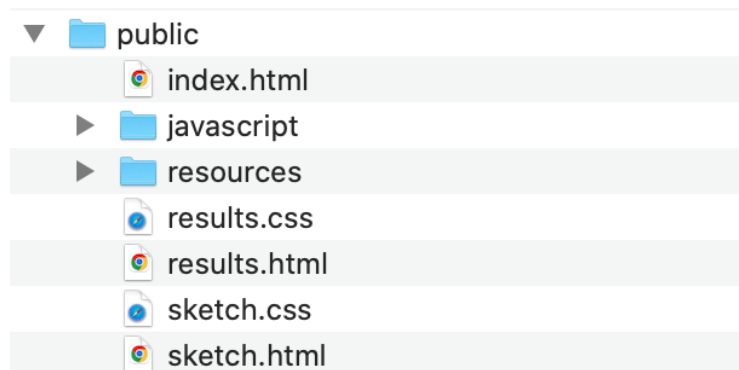 public
index.html
javascript
resources
results.css
results.html
sketch.css
sketch.html